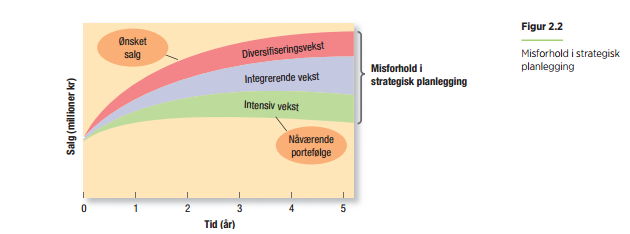 Ønsket
salg
Diversifiseringsvekst
Integrerende vekst
Intensiv vekst
Nåværende
portefølge
Salg (millioner kr)
0 1 2 3 4 5
Tid (år)
Misforhold i
strategisk planlegging
Figur 2.2
Misforhold i strategisk
planlegging